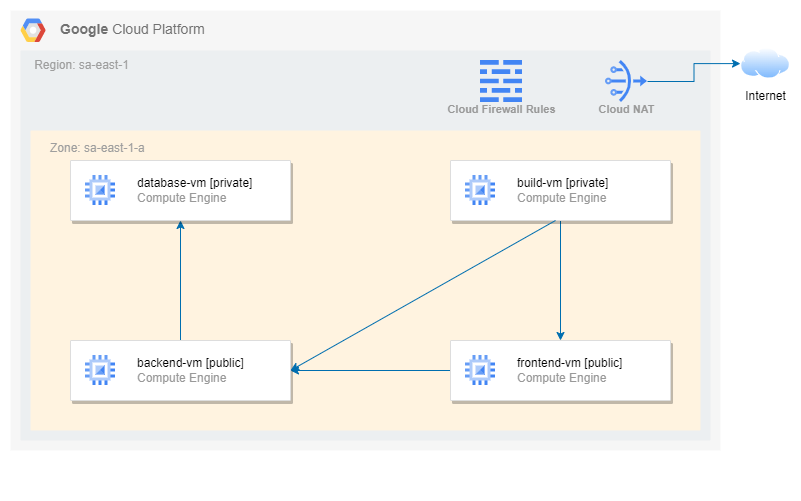 Google Cloud Platform
Region: sa-east-1
Cloud Firewall Rules
Cloud NAT
Internet
Zone: sa-east-1-a
database-vm [private]
Compute Engine
build-vm [private]
Compute Engine
backend-vm [public]
Compute Engine
frontend-vm [public]
Compute Engine